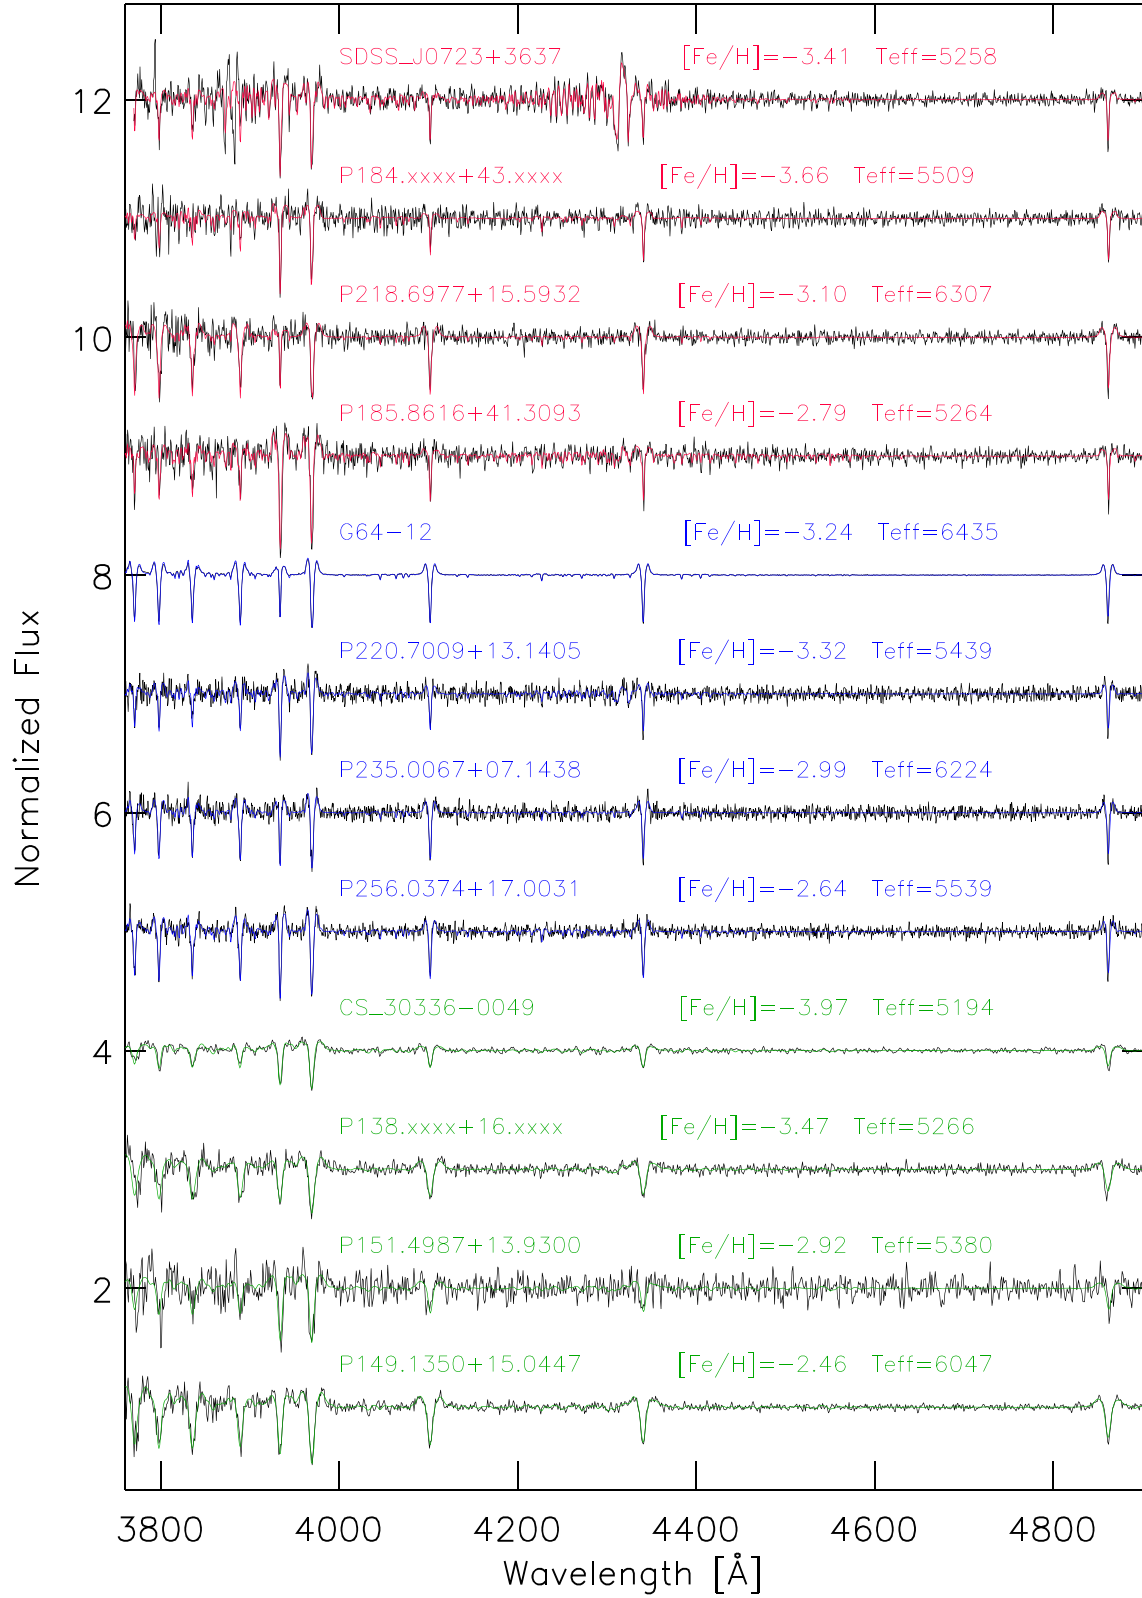 SDSS_J0723+3637 [Fe/H]=−3.41 Teff=5258
12
P184.xxxx+43.xxxx [Fe/H]=−3.66 Teff=5509
P218.6977+15.5932 [Fe/H]=−3.10 Teff=6307
10
P185.8616+41.3093 [Fe/H]=−2.79 Teff=5264
G64−12 [Fe/H]=−3.24 Teff=6435
8
P220.7009+13.1405 [Fe/H]=−3.32 Teff=5439
Normalized Flux
P235.0067+07.1438 [Fe/H]=−2.99 Teff=6224
6
P256.0374+17.0031 [Fe/H]=−2.64 Teff=5539
CS_30336−0049 [Fe/H]=−3.97 Teff=5194
4
P138.xxxx+16.xxxx [Fe/H]=−3.47 Teff=5266
P151.4987+13.9300 [Fe/H]=−2.92 Teff=5380
2
P149.1350+15.0447 [Fe/H]=−2.46 Teff=6047
3800 4000 4200 4400 4600 4800
Wavelength [Å]